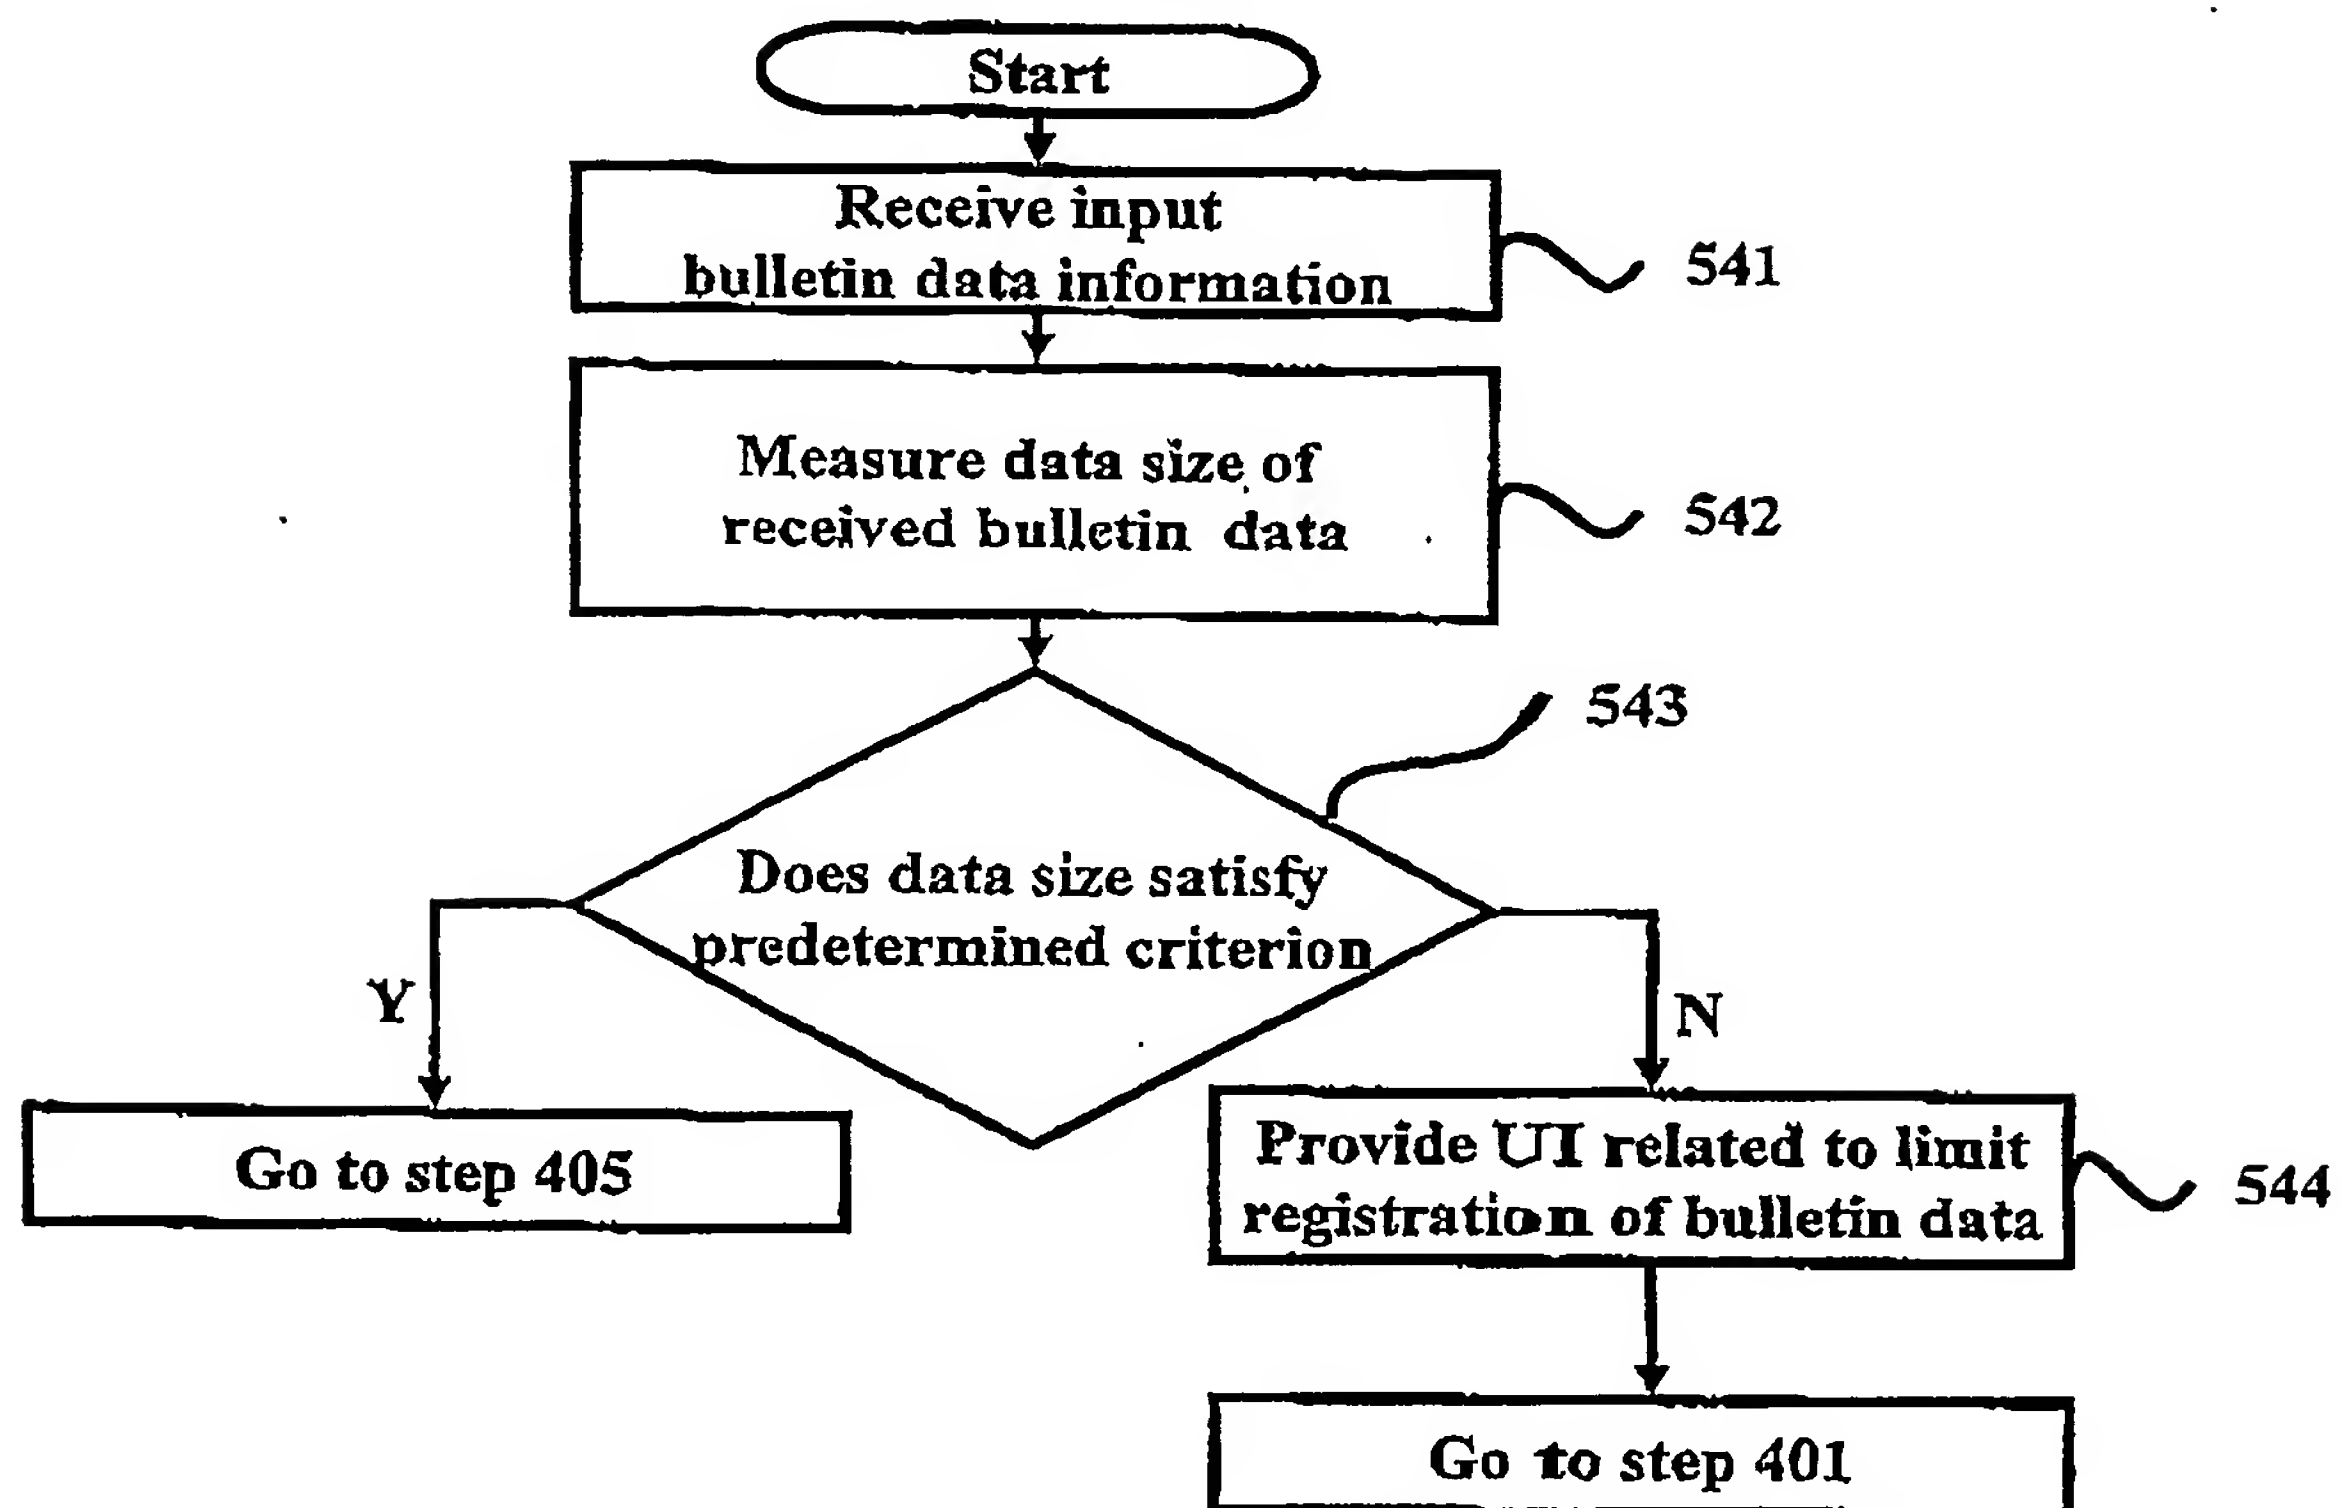 Start
Receive input
bulletin data information
541
Measure data size of
received bulletin data
542
543
Does data size satisfy
predetermined criterion
Y
N
Go to step 405
Provide UI related to limit
registration of bulletin data
544
Go to step 401